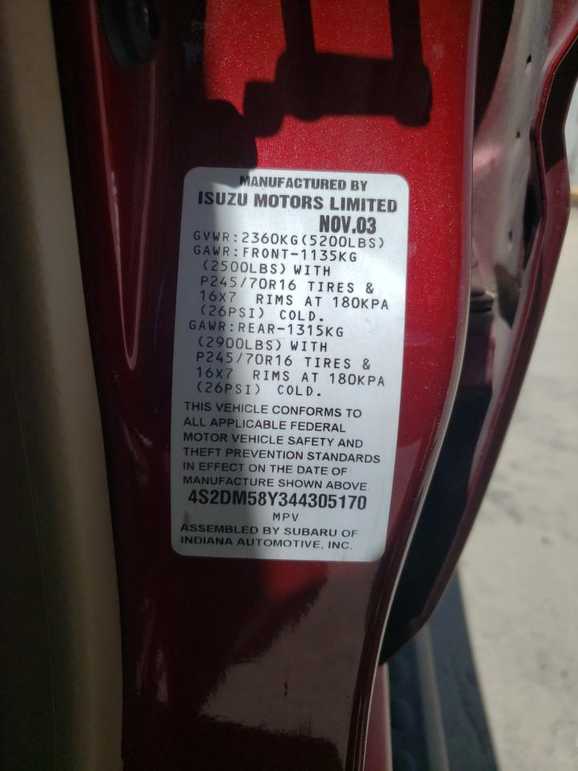 MANUFACTURED BY
ISUZU MOTORS LIMITED
NOV.03
GVWR:2360KG(5200LBS)
GAWR:FRONT-1135KG
(2500LBS) WITH
P245/70R16 TIRES &
16X7 RIMS AT 180KPA
(26PSI) COLD.
GAWR:REAR-1315KG
(2900LBS) WITH
P245/70R16 TIRES &
16X7 RIMS AT 180KPA
(26PSI) COLD.
THIS VEHICLE CONFORMS TO
ALL APPLICABLE FEDERAL
MOTOR VEHICLE SAFETY AND
THEFT PREVENTION STANDARDS
IN EFFECT ON THE DATE OF
MANUFACTURE SHOWN ABOVE
4S2DM58Y344305170
MPV
ASSEMBLED BY SUBARU OF
INDIANA AUTOMOTIVE, INC.